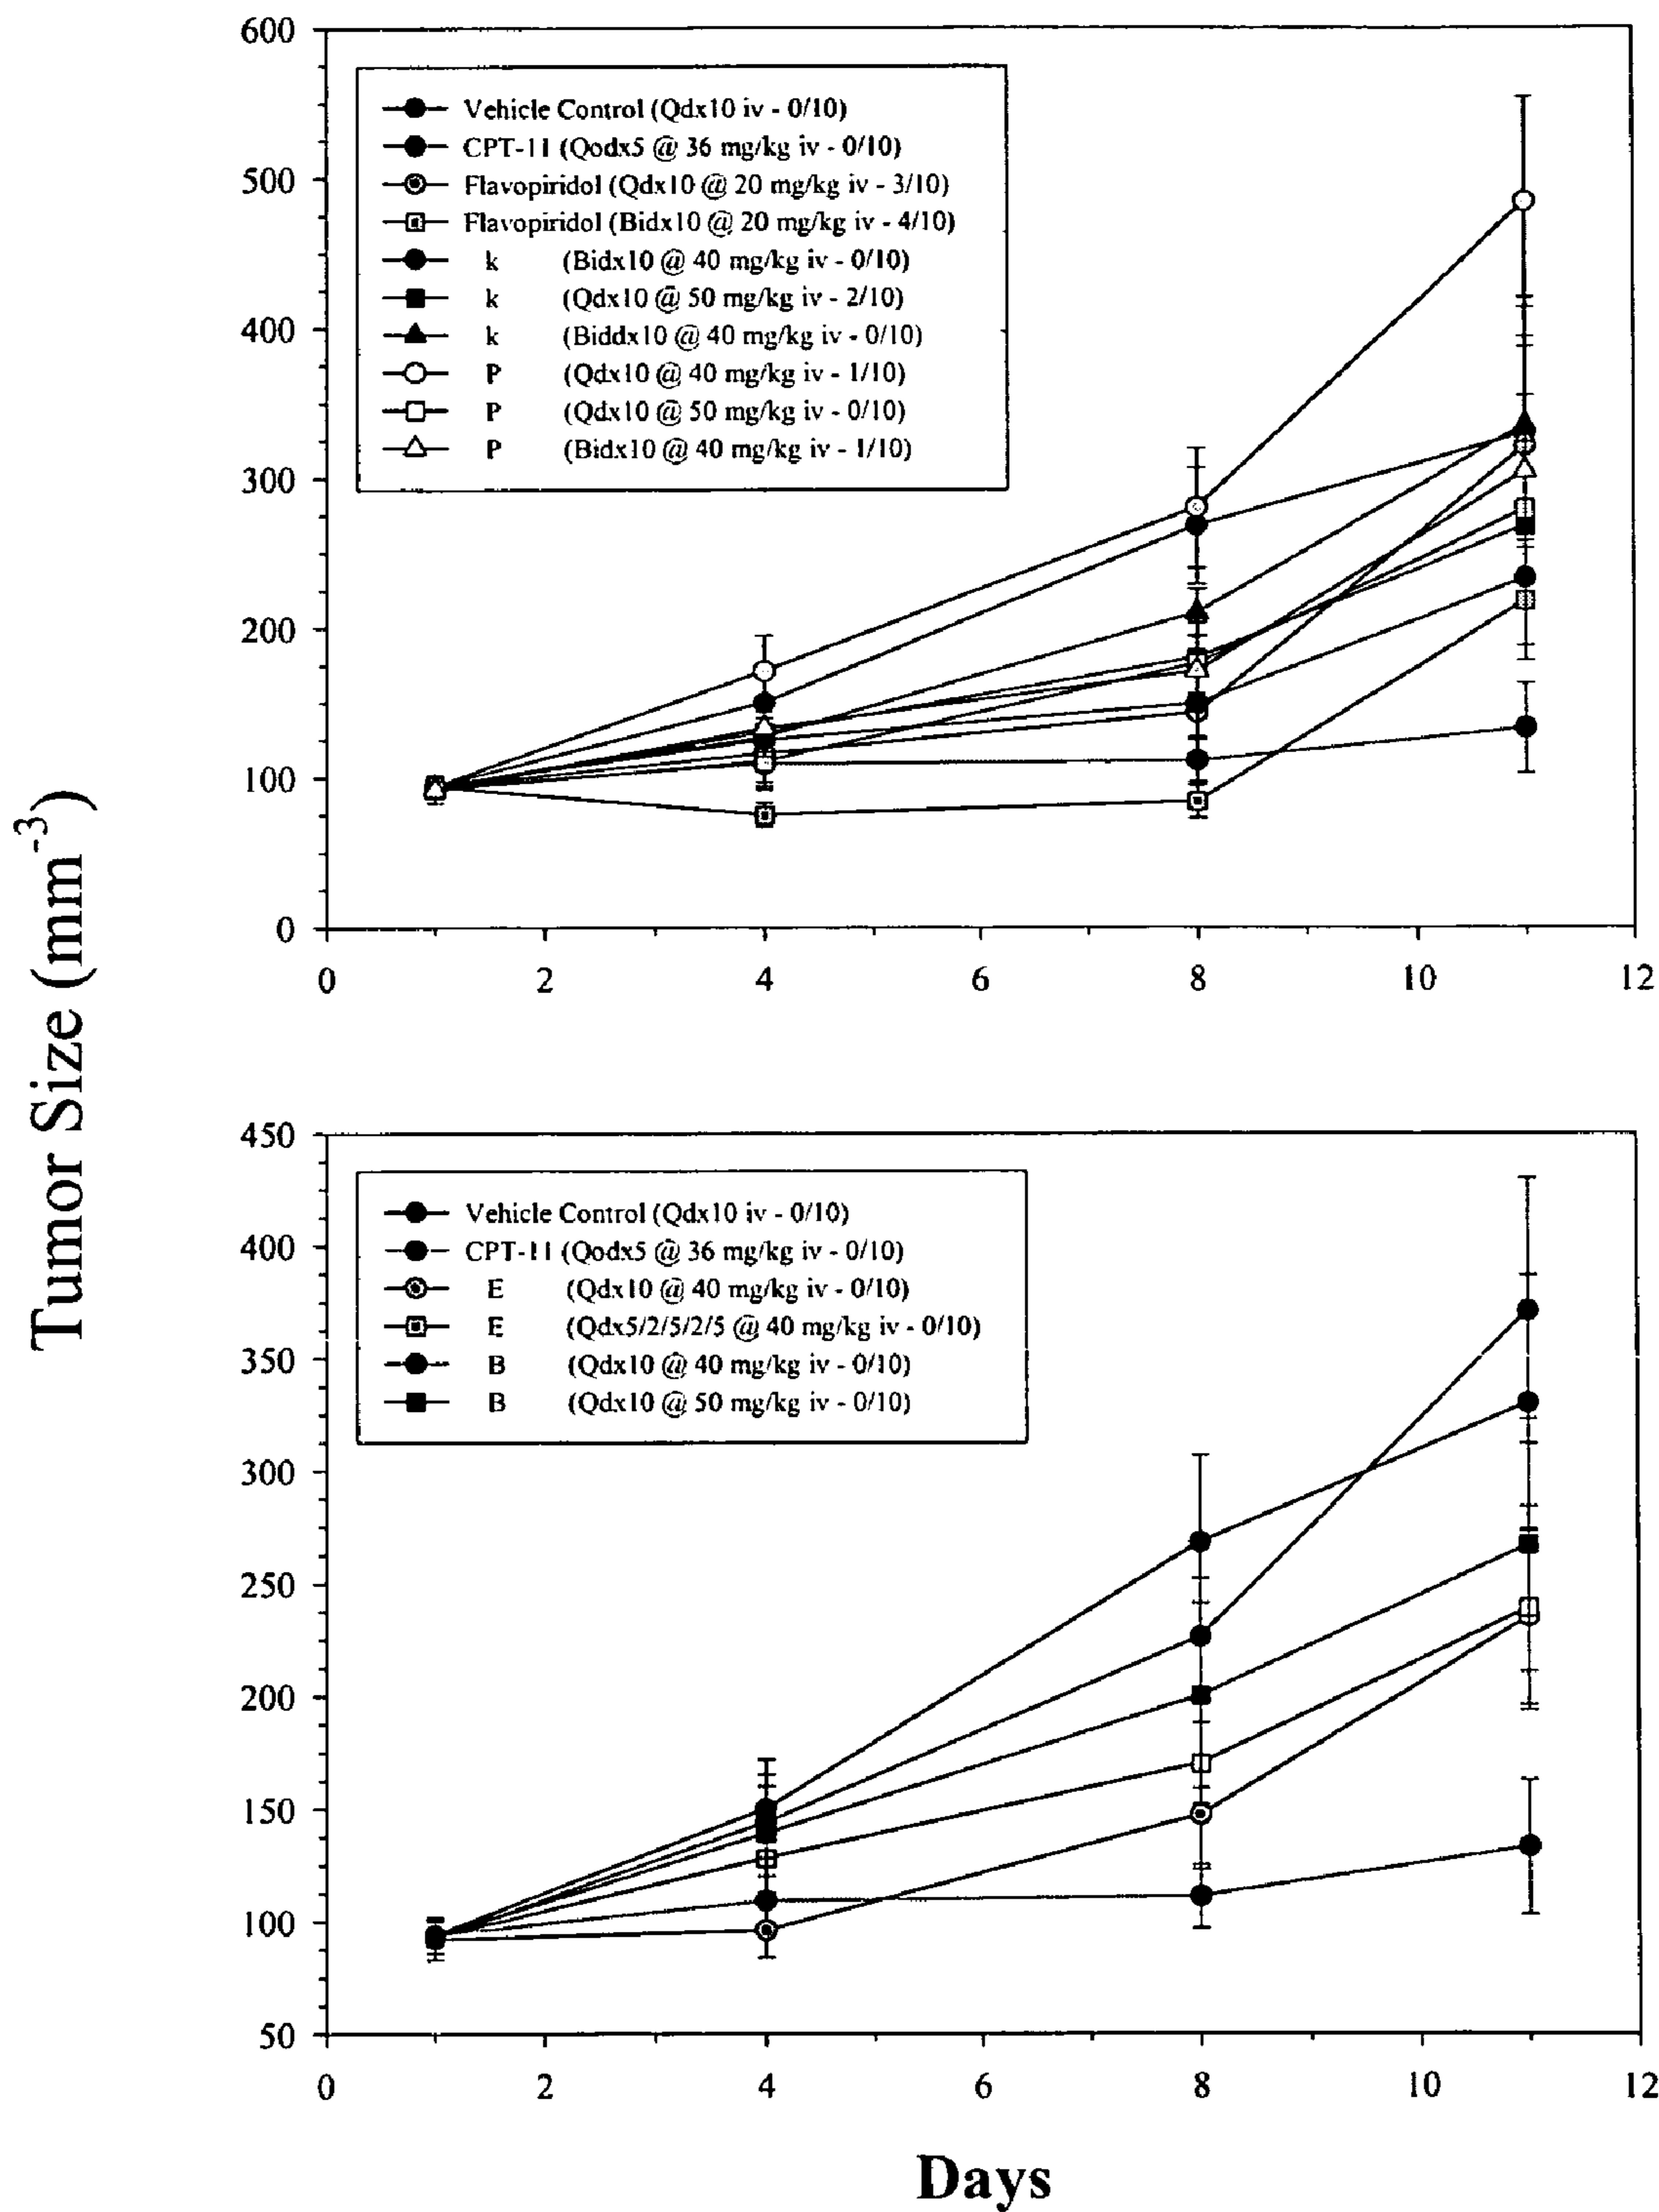 Tumor Size (mm-3)
600
500
400
300
200
100
0
Vehicle Control (Qdx10 iv - 0/10)
CPT-11 (Qodx5 @ 36 mg/kg iv - 0/10)
Flavopiridol (Qdx10 @ 20 mg/kg iv - 3/10)
Flavopiridol (Bidx10 @ 20 mg/kg iv - 4/10)
k (Bidx10 @ 40 mg/kg iv - 0/10)
k (Qdx10 @ 50 mg/kg iv - 2/10)
k (Biddx10 @ 40 mg/kg iv - 0/10)
P (Qdx10 @ 40 mg/kg iv - 1/10)
P (Qdx10 @ 50 mg/kg iv - 0/10)
P (Bidx10 @ 40 mg/kg iv - 1/10)
0 2 4 6 8 10 12
450
400
350
300
250
200
150
100
50
Vehicle Control (Qdx10 iv - 0/10)
CPT-11 (Qodx5 @ 36 mg/kg iv - 0/10)
E (Qdx10 @ 40 mg/kg iv - 0/10)
E (Qdx5/2/5/2/5 @ 40 mg/kg iv - 0/10)
B (Qdx10 @ 40 mg/kg iv - 0/10)
B (Qdx10 @ 50 mg/kg iv - 0/10)
0 2 4 6 8 10 12
Days